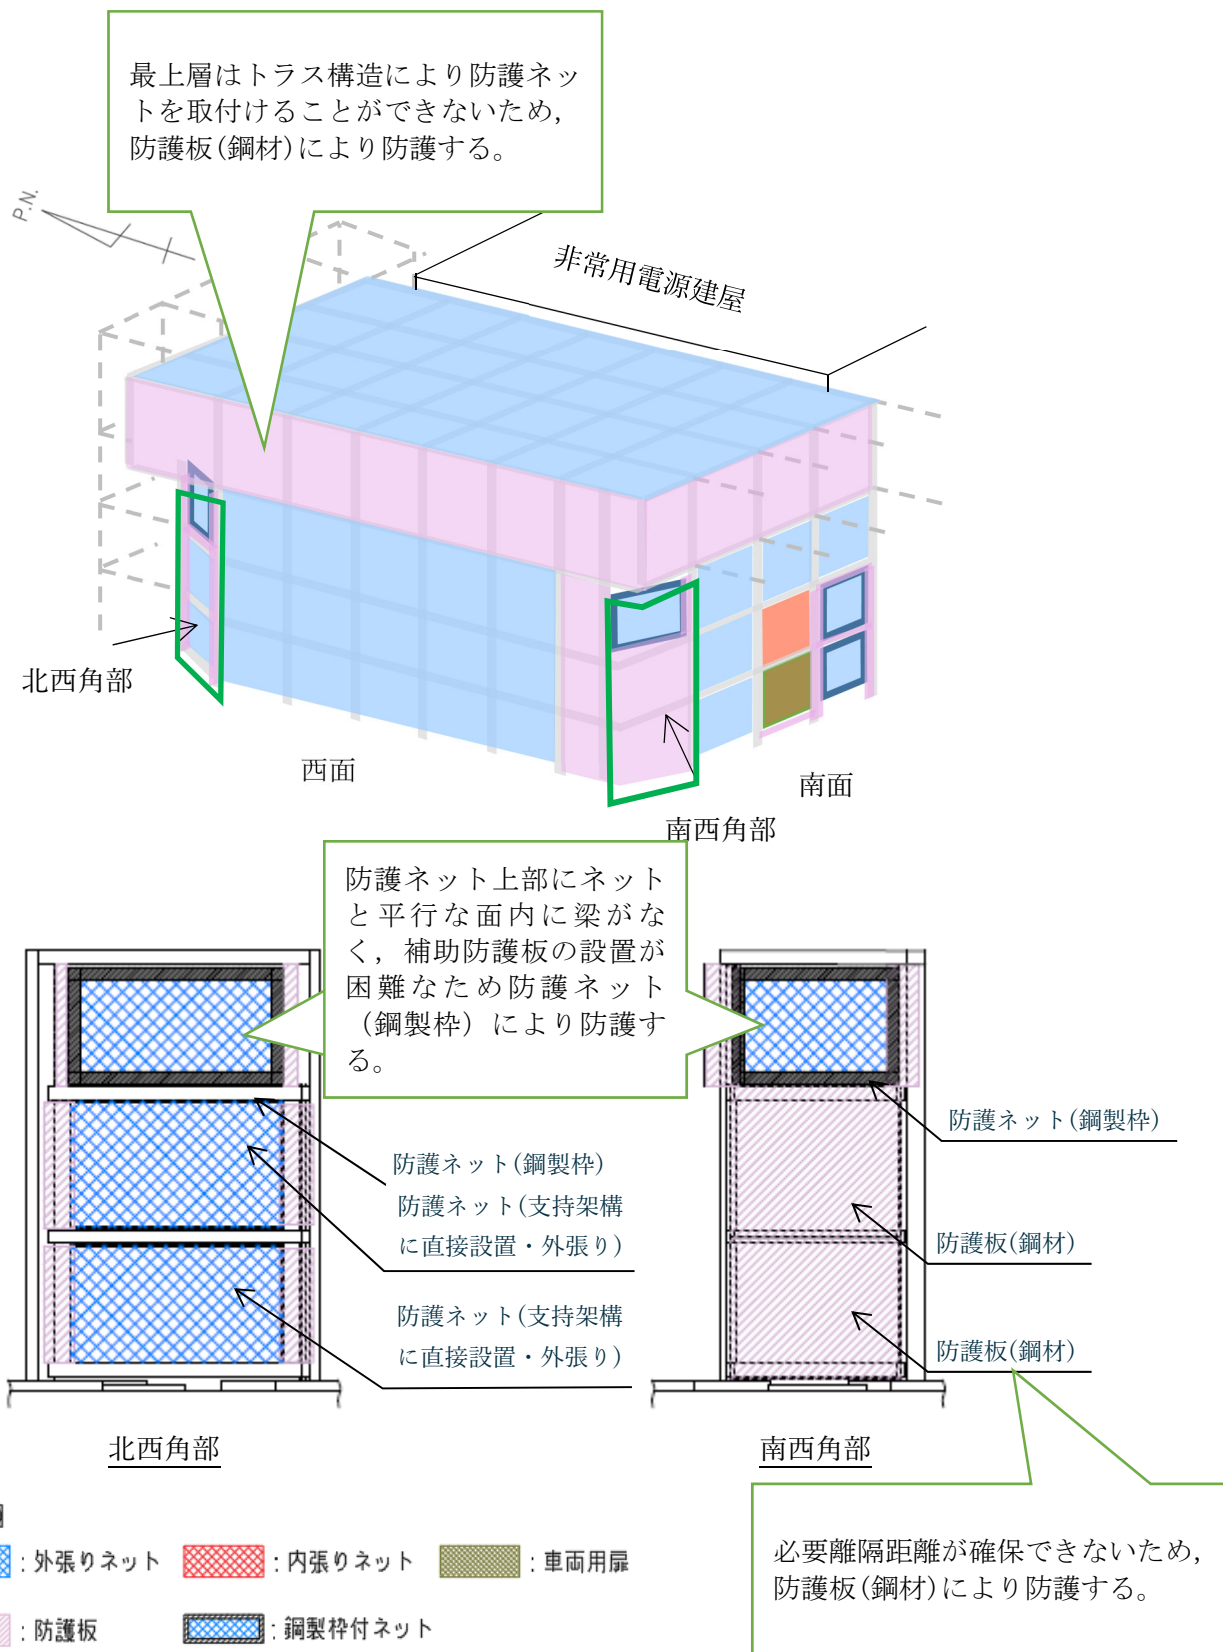 最上層はトラス構造により防護ネッ
トを取付けることができないため,
防護板(鋼材)により防護する。
P.N.
非常用電源建屋
北西角部
西面
南面
南西角部
防護ネット上部にネット
と平行な面内に梁がな
く，補助防護板の設置が
困難なため防護ネット
（鋼製枠）により防護す
る。
防護ネット(鋼製枠)
防護ネット(支持架構
に直接設置・外張り)
防護ネット(支持架構
に直接設置・外張り)
北西角部
防護ネット(鋼製枠)
防護板(鋼材)
防護板(鋼材)
南西角部
必要離隔距離が確保できないため,
防護板(鋼材)により防護する。
：外張りネット
：内張りネット
：車両用扉
：防護板
：鋼製枠付ネット